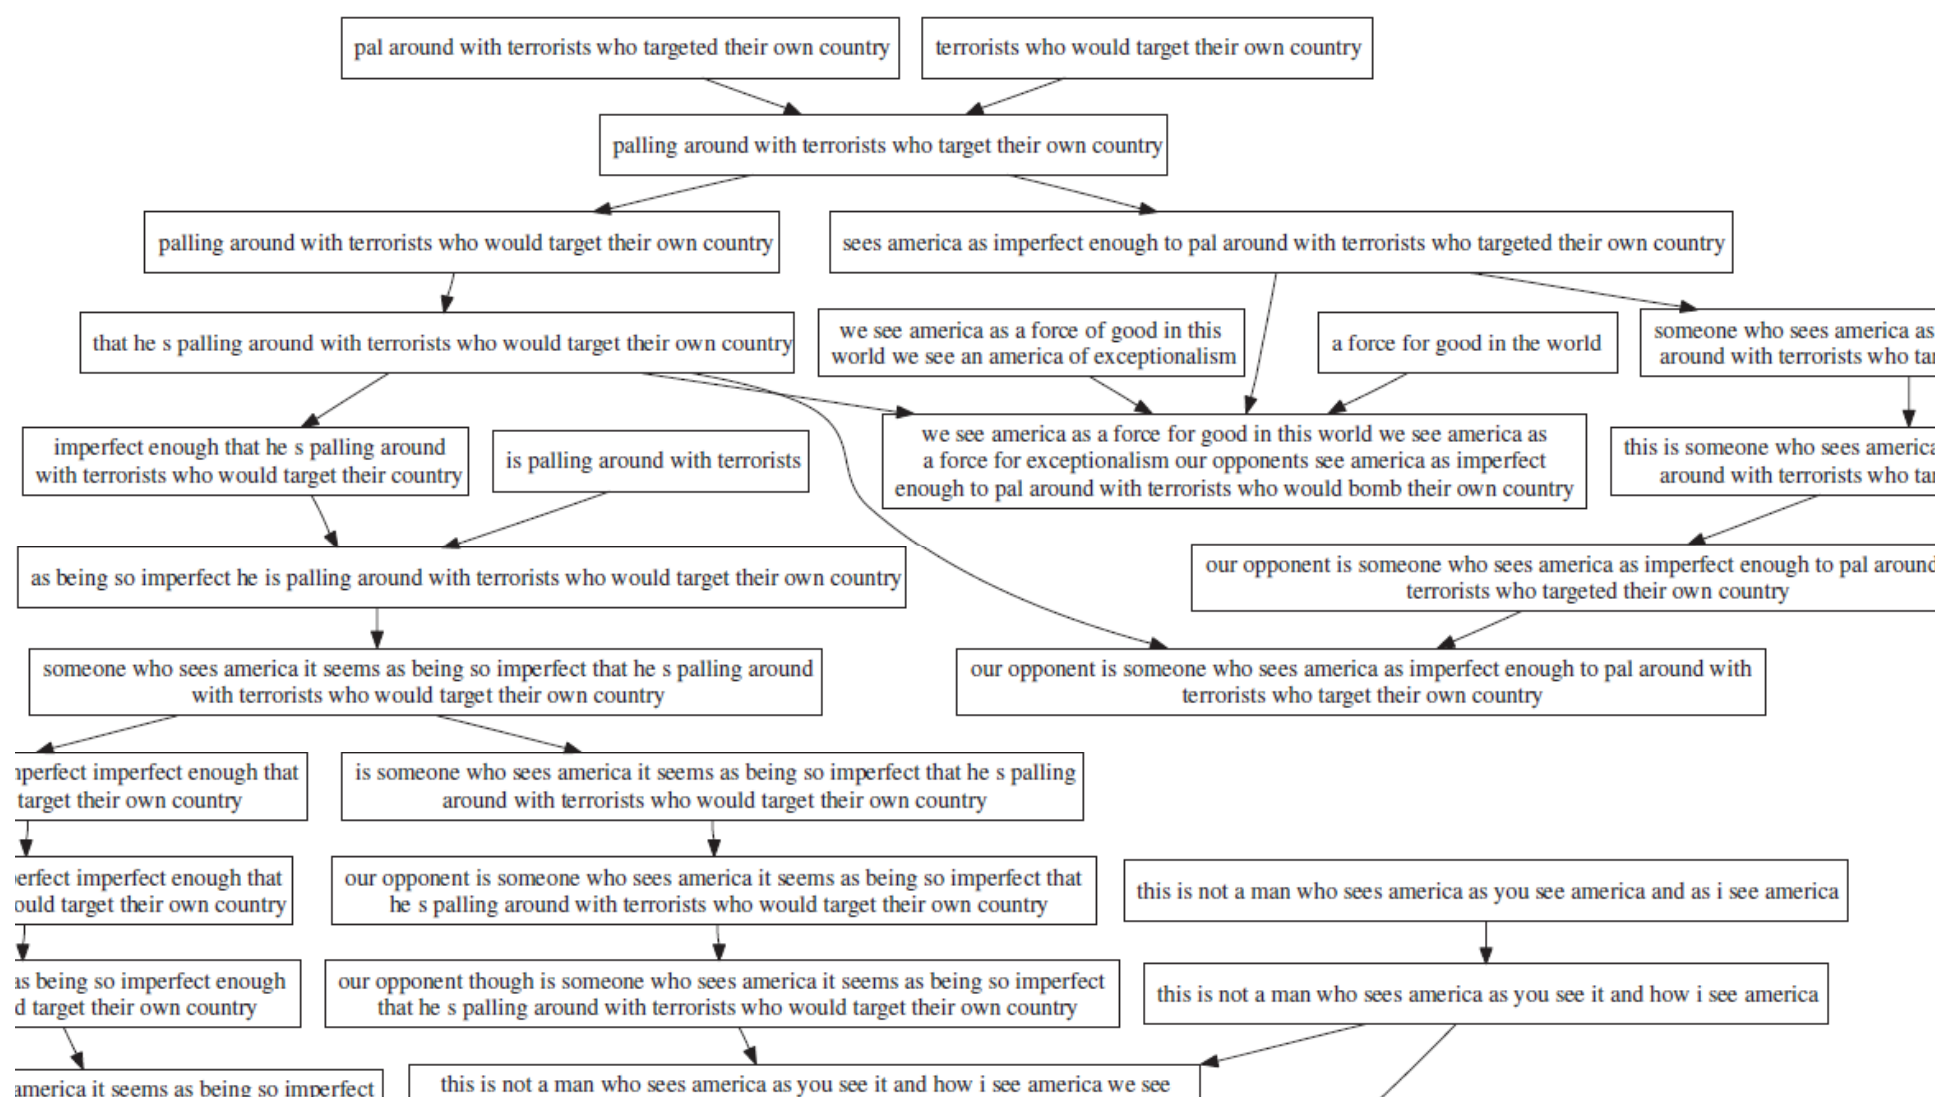 pal around with terrorists who targeted their own country
terrorists who would target their own country
palling around with terrorists who target their own country
palling around with terrorists who would target their own country
sees america as imperfect enough to pal around with terrorists who targeted their own country
that he s palling around with terrorists who would target their own country
we see america as a force of good in this
world we see an america of exceptionalism
a force for good in the world
someone who sees america as
around with terrorists who
imperfect enough that he s palling around
with terrorists who would target their country
is palling around with terrorists
we see america as a force for good in this world we see america as
a force for exceptionalism our opponents see america as imperfect
enough to pal around with terrorists who would bomb their own country
this is someone who sees america
around with terrorists who
as being so imperfect he is palling around with terrorists who would target their own country
our opponent is someone who sees america as imperfect enough to pal around
terrorists who targeted their own country
someone who sees america it seems as being so imperfect that he s palling around
with terrorists who would target their own country
our opponent is someone who sees america as imperfect enough to pal around with
terrorists who target their own country
imperfect enough that
target their own country
is someone who sees america it seems as being so imperfect that he s palling
around with terrorists who would target their own country
imperfect enough that
target their own country
our opponent is someone who sees america it seems as being so imperfect that
he s palling around with terrorists who would target their own country
this is not a man who sees america as you see america and as i see america
as being so imperfect enough
target their own country
our opponent though is someone who sees america it seems as being so imperfect
that he s palling around with terrorists who would target their own country
this is not a man who sees america as you see it and how i see america
america it seems as being so imperfect
this is not a man who sees america as you see it and how i see america we see